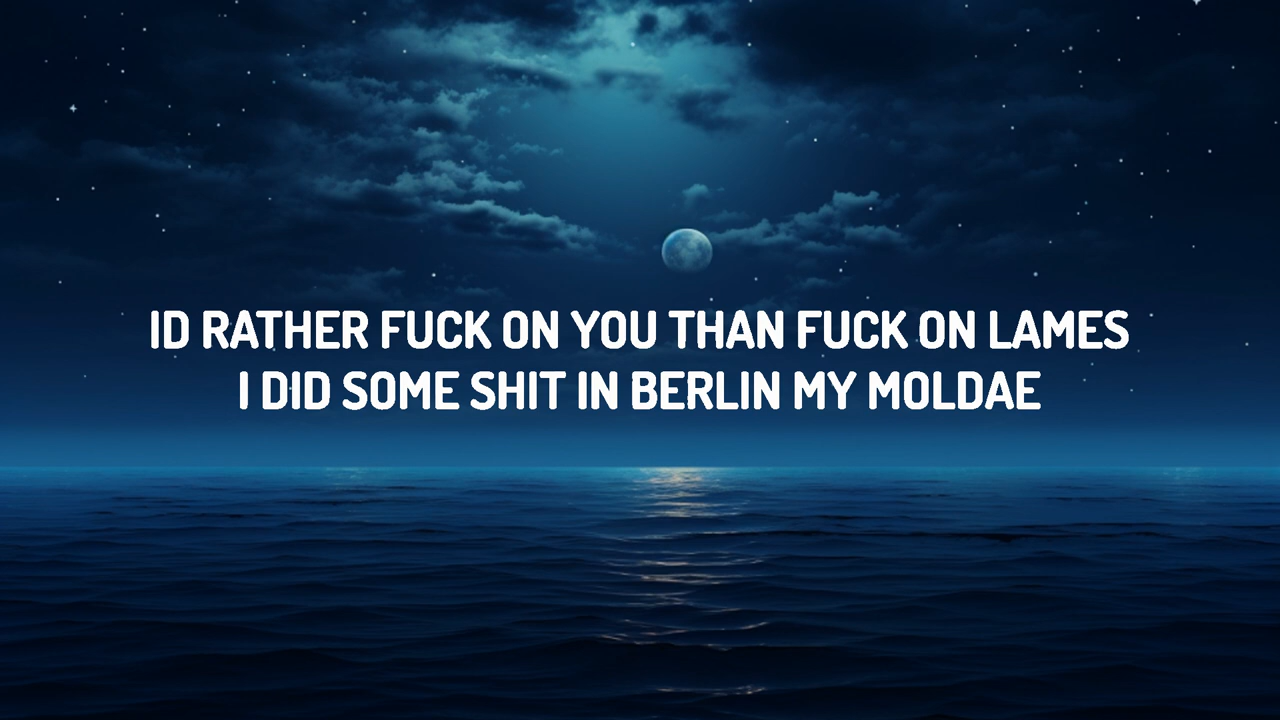 ID RATHER FUCK ON YOU THAN FUCK ON LAMES
I DID SOME SHIT IN BERLIN MY MOLDAE